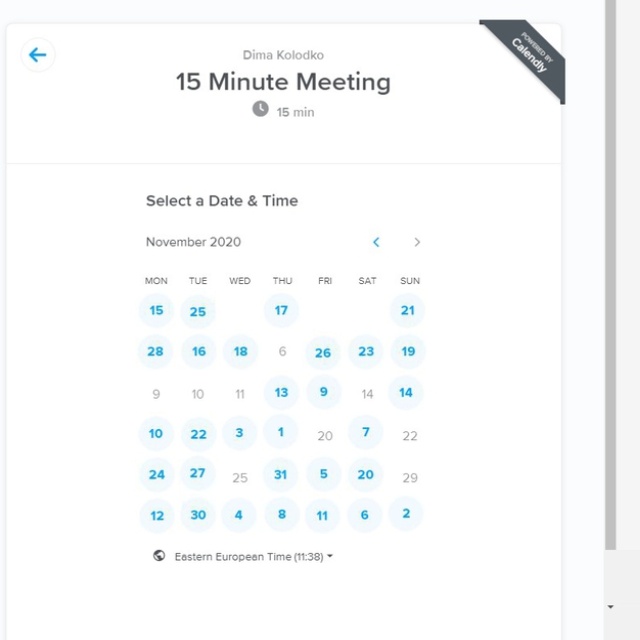 Dima Kolodko
15 Minute Meeting
15 min
POWERED BY
Calendly
Select a Date & Time
November 2020
MON TUE WED THU FRI SAT SUN
15 25 17 21
28 16 18 6 26 23 19
9 10 11 13 9 14 14
10 22 3 1 20 7 22
24 27 25 31 5 20 29
12 30 4 8 11 6 2
Eastern European Time (11:38)